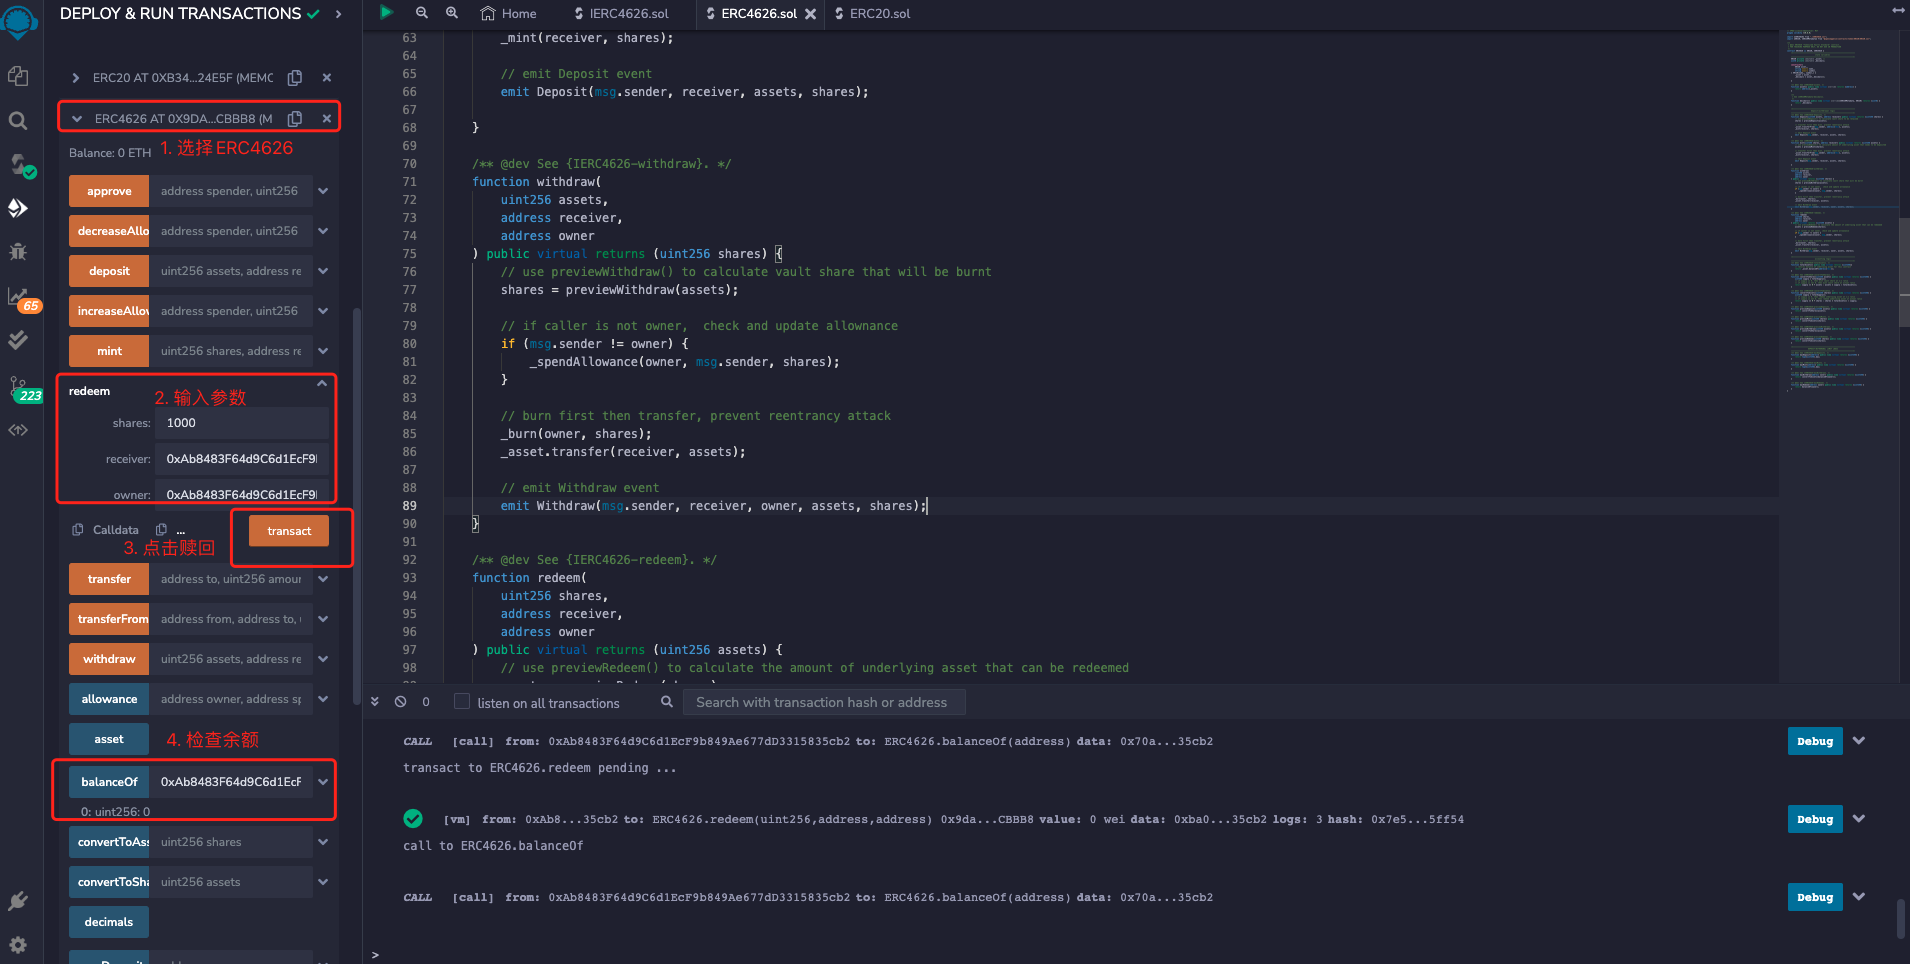 DEPLOY & RUN TRANSACTIONS
ERC20 AT 0XB34...24E5F (MEMC
ERC4626 AT 0X9DA...CBBB8 (M
Balance: 0 ETH
1. 选择ERC4626
approve address spender, uint256
decreaseAllo address spender, uint256
deposit uint256 assets, address re
increaseAllov address spender, uint256
mint uint256 shares, address re
redeem
2. 输入参数
shares: 1000
receiver: 0xAb8483F64d9C6d1EcF9
owner: 0xAb8483F64d9C6d1EcF9
Calldata ...
transact
3. 点击赎回
transfer address to, uint256 amour
transferFrom address from, address to,
withdraw uint256 assets, address re
allowance address owner, address sp
asset
4. 检查余额
balanceOf 0xAb8483F64d9C6d1EcF
0: uint256: 0
convertToAss uint256 shares
convertToSha uint256 assets
decimals
65
223
Home
IERC4626.sol
ERC4626.sol
ERC20.sol
63 _mint(receiver, shares);
64
65 // emit Deposit event
66 emit Deposit(msg.sender, receiver, assets, shares);
67
68 }
69
70 /** @dev See {IERC4626-withdraw}. */
71 function withdraw(
72 uint256 assets,
73 address receiver,
74 address owner
75 ) public virtual returns (uint256 shares) {
76 // use previewWithdraw() to calculate vault share that will be burnt
77 shares = previewWithdraw(assets);
78
79 // if caller is not owner,  check and update allownance
80 if (msg.sender != owner) {
81 _spendAllowance(owner, msg.sender, shares);
82 }
83
84 // burn first then transfer, prevent reentrancy attack
85 _burn(owner, shares);
86 _asset.transfer(receiver, assets);
87
88 // emit Withdraw event
89 emit Withdraw(msg.sender, receiver, owner, assets, shares);
90 }
91
92 /** @dev See {IERC4626-redeem}. */
93 function redeem(
94 uint256 shares,
95 address receiver,
96 address owner
97 ) public virtual returns (uint256 assets) {
98 // use previewRedeem() to calculate the amount of underlying asset that can be redeemed
0 listen on all transactions Search with transaction hash or address
CALL [call] from: 0xAb8483F64d9C6d1EcF9b849Ae677dD3315835cb2 to: ERC4626.balanceOf(address) data: 0x70a...35cb2 Debug
transact to ERC4626.redeem pending ...
[vm] from: 0xAb8...35cb2 to: ERC4626.redeem(uint256,address,address) 0x9da...CBBB8 value: 0 wei data: 0xba0...35cb2 logs: 3 hash: 0x7e5...5ff54 Debug
call to ERC4626.balanceOf
CALL [call] from: 0xAb8483F64d9C6d1EcF9b849Ae677dD3315835cb2 to: ERC4626.balanceOf(address) data: 0x70a...35cb2 Debug
>